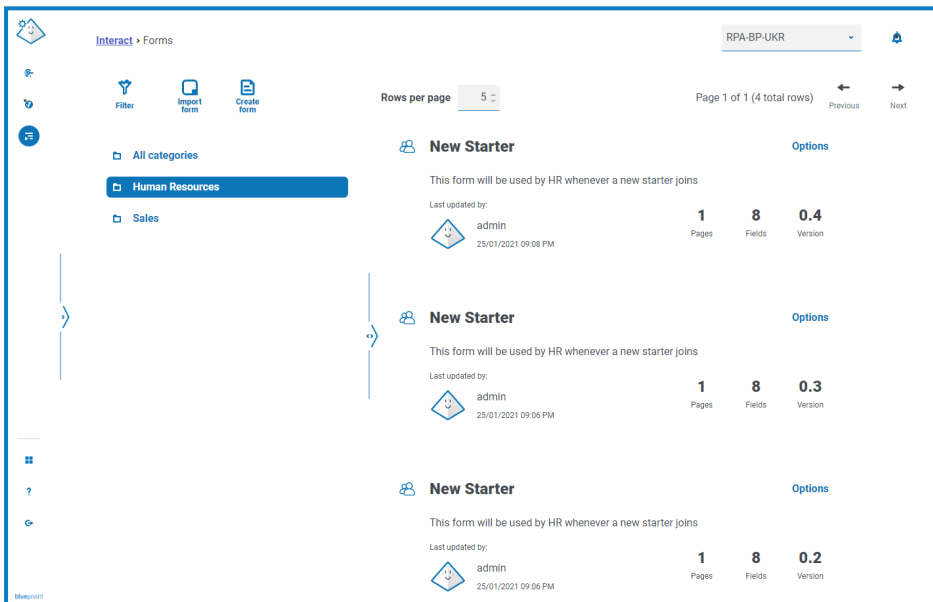 Interact › Forms
RPA-BP-UKR
Filter
Import form
Create form
Rows per page 5
Page 1 of 1 (4 total rows)
Previous
Next
All categories
Human Resources
Sales
New Starter
Options
This form will be used by HR whenever a new starter joins
Last updated by:
admin
25/01/2021 09:08 PM
1 8 0.4
Pages Fields Version
New Starter
Options
This form will be used by HR whenever a new starter joins
Last updated by:
admin
25/01/2021 09:06 PM
1 8 0.3
Pages Fields Version
New Starter
Options
This form will be used by HR whenever a new starter joins
Last updated by:
admin
25/01/2021 09:06 PM
1 8 0.2
Pages Fields Version
?
blueprism